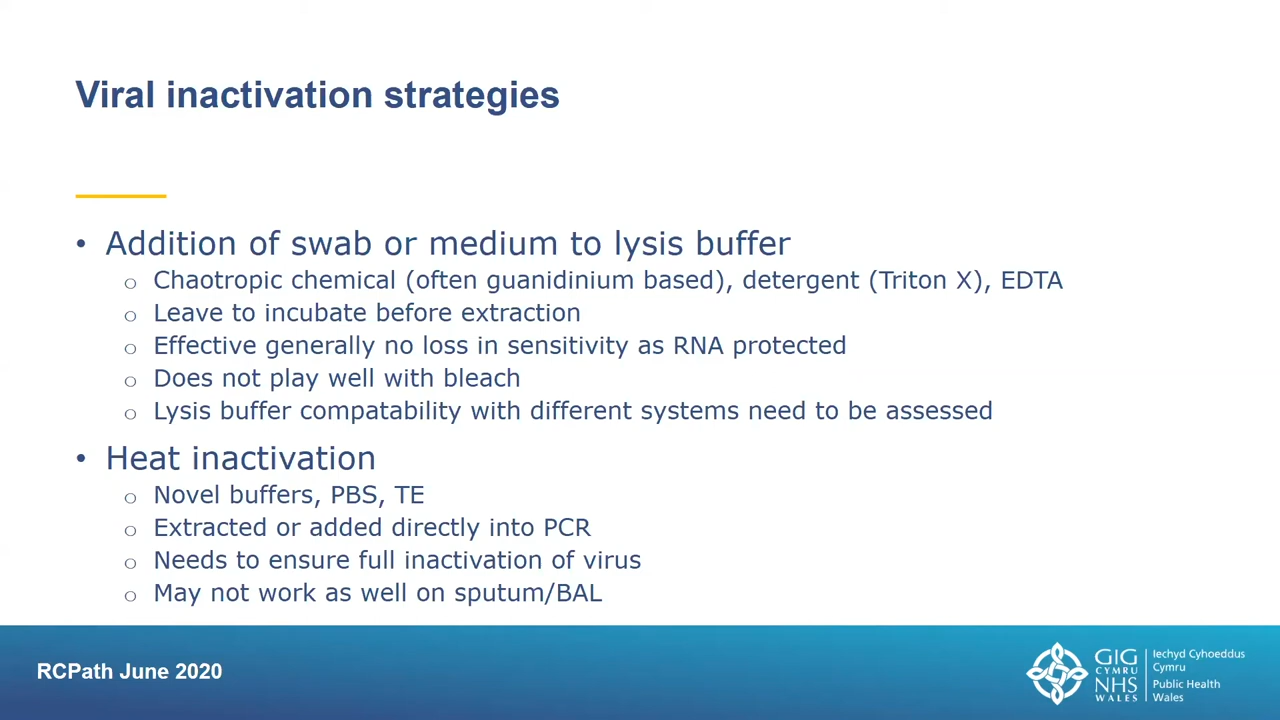 Viral inactivation strategies
• Addition of swab or medium to lysis buffer
o Chaotropic chemical (often guanidinium based), detergent (Triton X), EDTA
o Leave to incubate before extraction
o Effective generally no loss in sensitivity as RNA protected
o Does not play well with bleach
o Lysis buffer compatability with different systems need to be assessed
• Heat inactivation
o Novel buffers, PBS, TE
o Extracted or added directly into PCR
o Needs to ensure full inactivation of virus
o May not work as well on sputum/BAL
RCPath June 2020
GIG
CYMRU
NHS
WALES
Iechyd Cyhoeddus
Cymru
Public Health
Wales